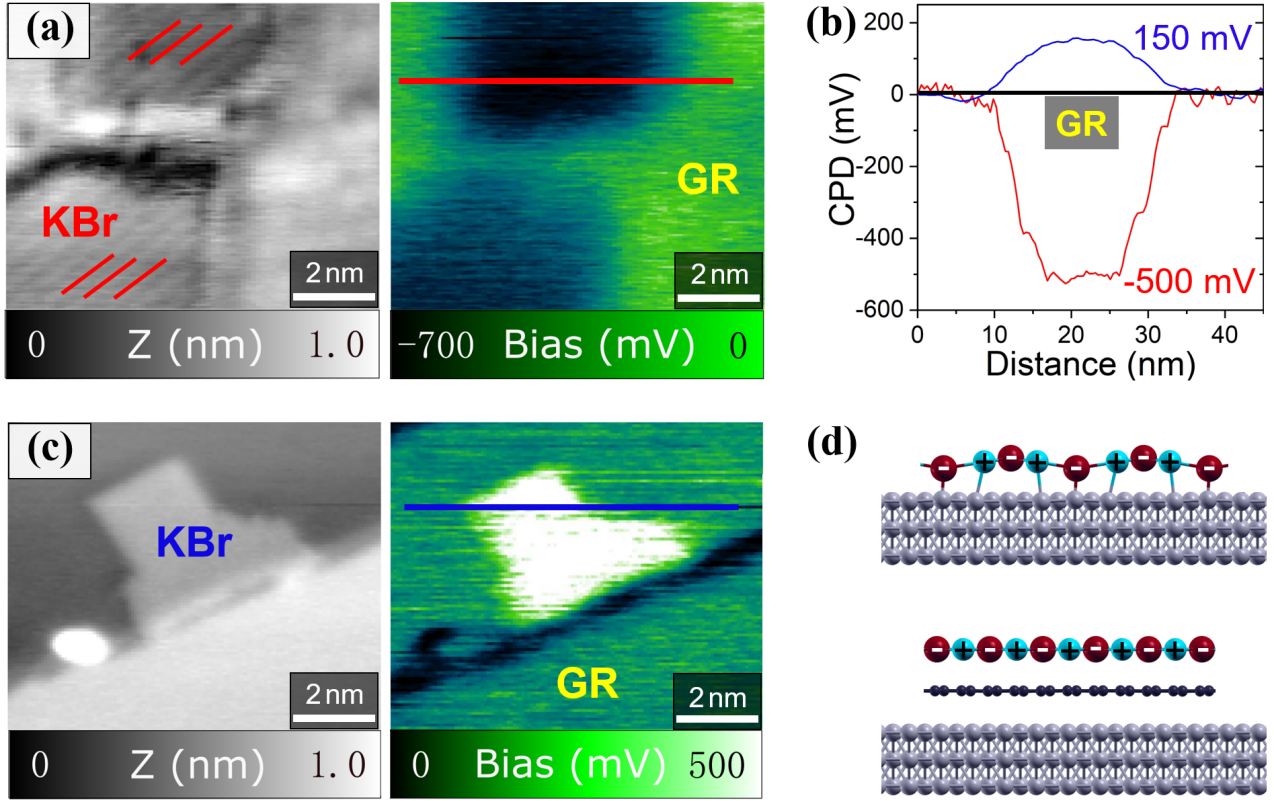 (a)
KBr
2 nm
0 Z (nm) 1.0
GR
2 nm
-700 Bias (mV) 0
(b)
CPD (mV)
200
0
-200
-400
-600
150 mV
GR
-500 mV
0 10 20 30 40
Distance (nm)
(c)
KBr
2 nm
0 Z (nm) 1.0
GR
2 nm
0 Bias (mV) 500
(d)
- + - + - + - + - + -
- + - + - + - + - + -